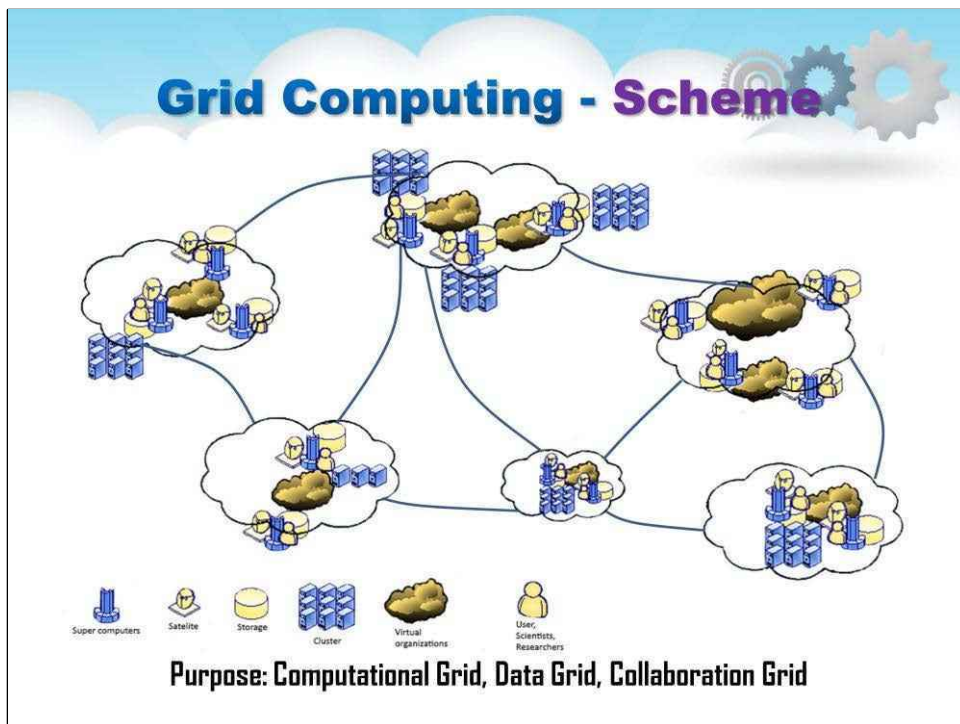 Grid Computing - Scheme
Super computers
Satelite
Storage
Cluster
Virtual
organizations
User,
Scientists,
Researchers
Purpose: Computational Grid, Data Grid, Collaboration Grid